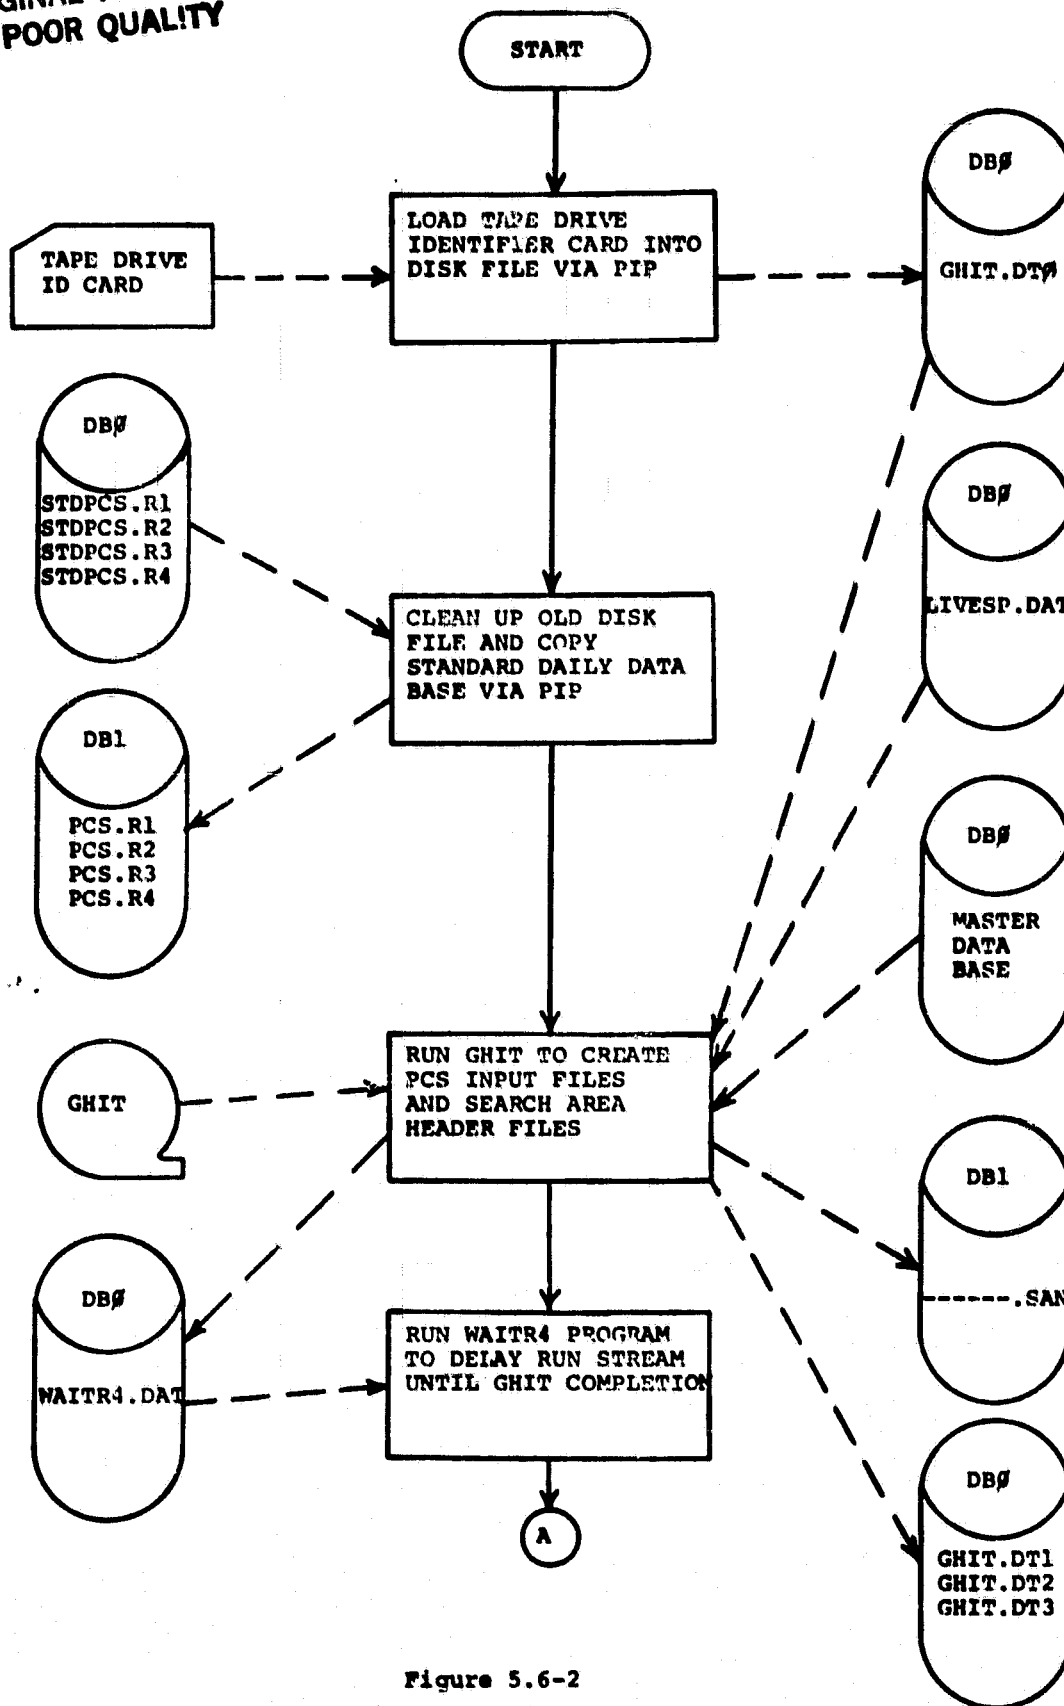 POOR QUAL!TY
START
DBØ
GHIT.DTØ
LOAD TAPE DRIVE
IDENTIFIER CARD INTO
DISK FILE VIA PIP
TAPE DRIVE
ID CARD
DBØ
STDPCS.R1
STDPCS.R2
STDPCS.R3
STDPCS.R4
DBØ
LIVESP.DAT
CLEAN UP OLD DISK
FILE AND COPY
STANDARD DAILY DATA
BASE VIA PIP
DB1
PCS.R1
PCS.R2
PCS.R3
PCS.R4
DBØ
MASTER
DATA
BASE
RUN GHIT TO CREATE
PCS INPUT FILES
AND SEARCH AREA
HEADER FILES
GHIT
DB1
------.SAN
DBØ
WAITR4.DAT
RUN WAITR4 PROGRAM
TO DELAY RUN STREAM
UNTIL GHIT COMPLETION
DBØ
GHIT.DT1
GHIT.DT2
GHIT.DT3
A
Figure 5.6-2